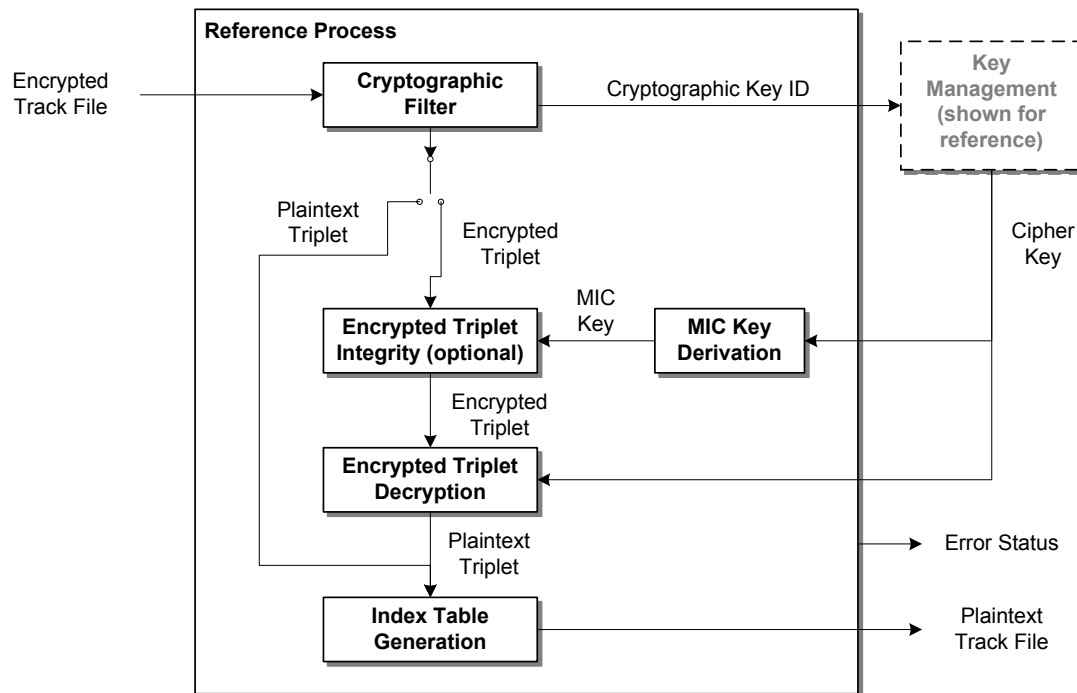 Reference Process
Encrypted
Track File
Cryptographic
Filter
Cryptographic Key ID
Key
Management
(shown for
reference)
Plaintext
Triplet
Encrypted
Triplet
Cipher
Key
MIC
Key
Encrypted Triplet
Integrity (optional)
MIC Key
Derivation
Encrypted
Triplet
Encrypted Triplet
Decryption
Plaintext
Triplet
Error Status
Index Table
Generation
Plaintext
Track File